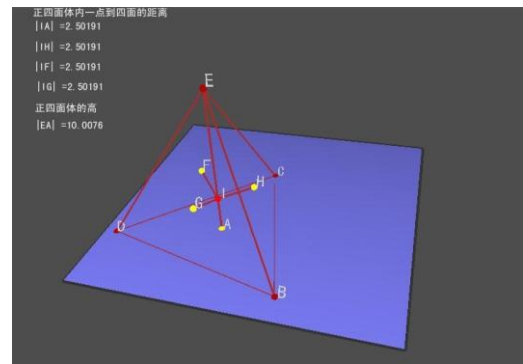 正四面体内一点到四面的距离
|IA| =2.50191
|IH| =2.50191
|IF| =2.50191
|IG| =2.50191
正四面体的高
|EA| =10.0076
E
F
C
H
I
G
A
D
B